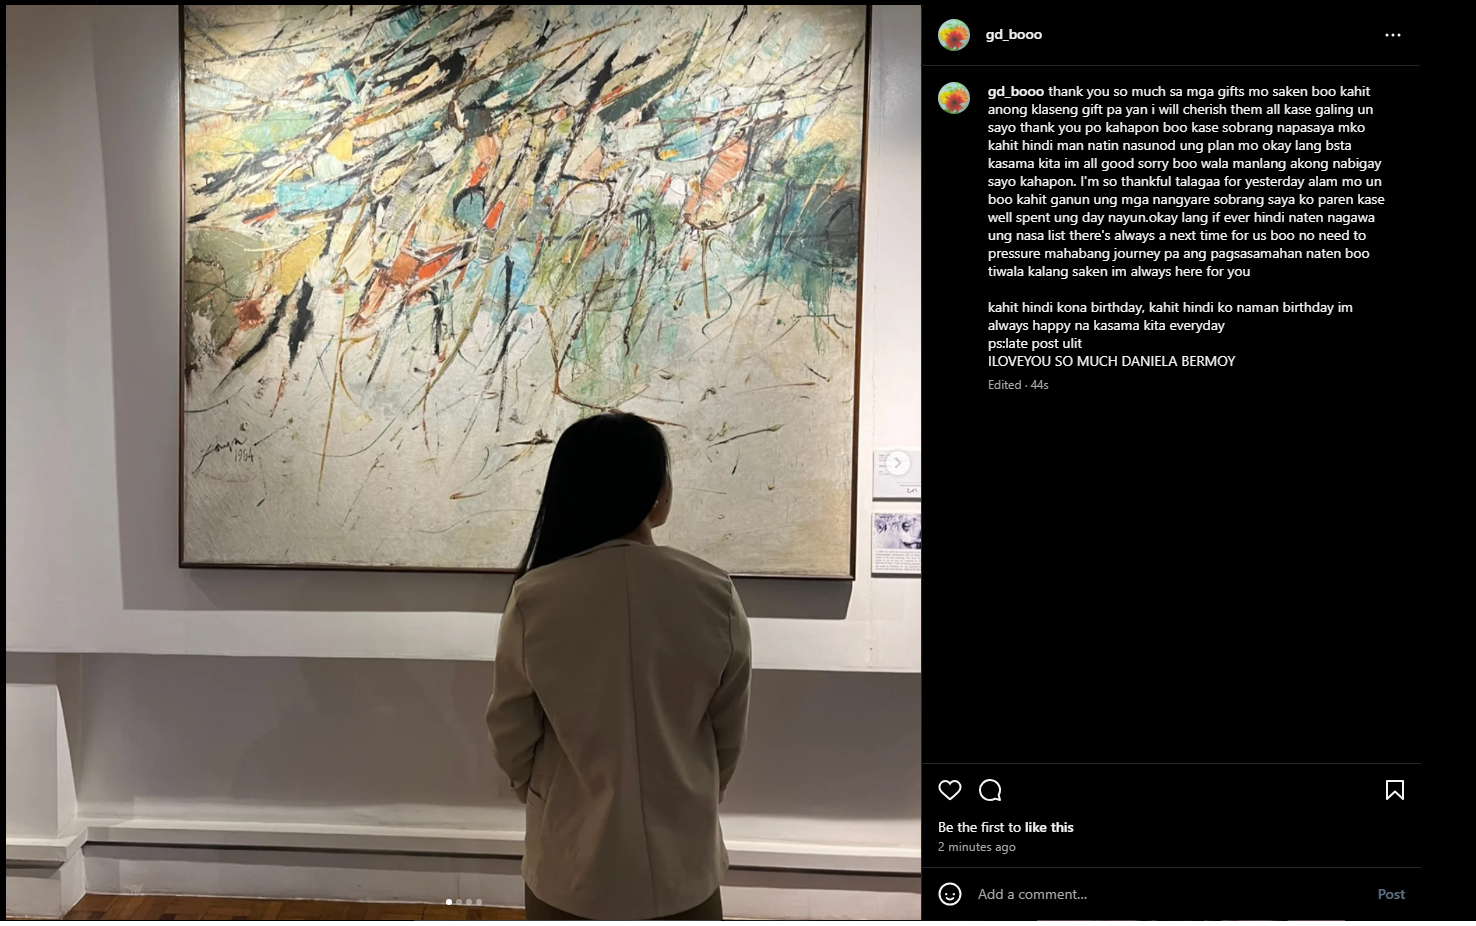 gd_booo
gd_booo thank you so much sa mga gifts mo saken boo kahit
anong klaseng gift pa yan i will cherish them all kase galing un
sayo thank you po kahapon boo kase sobrang napasaya mko
kahit hindi man natin nasunod ung plan mo okay lang bsta
kasama kita im all good sorry boo wala manlang akong nabigay
sayo kahapon. I'm so thankful talagaa for yesterday alam mo un
boo kahit ganun ung mga nangyare sobrang saya ko paren kase
well spent ung day nayun.okay lang if ever hindi naten nagawa
ung nasa list there's always a next time for us boo no need to
pressure mahabang journey pa ang pagsasamahan naten boo
tiwala kalang saken im always here for you
kahit hindi kona birthday, kahit hindi ko naman birthday im
always happy na kasama kita everyday
ps:late post ulit
ILOVEYOU SO MUCH DANIELA BERMOY
Edited · 44s
1964
Be the first to like this
2 minutes ago
Add a comment...
Post